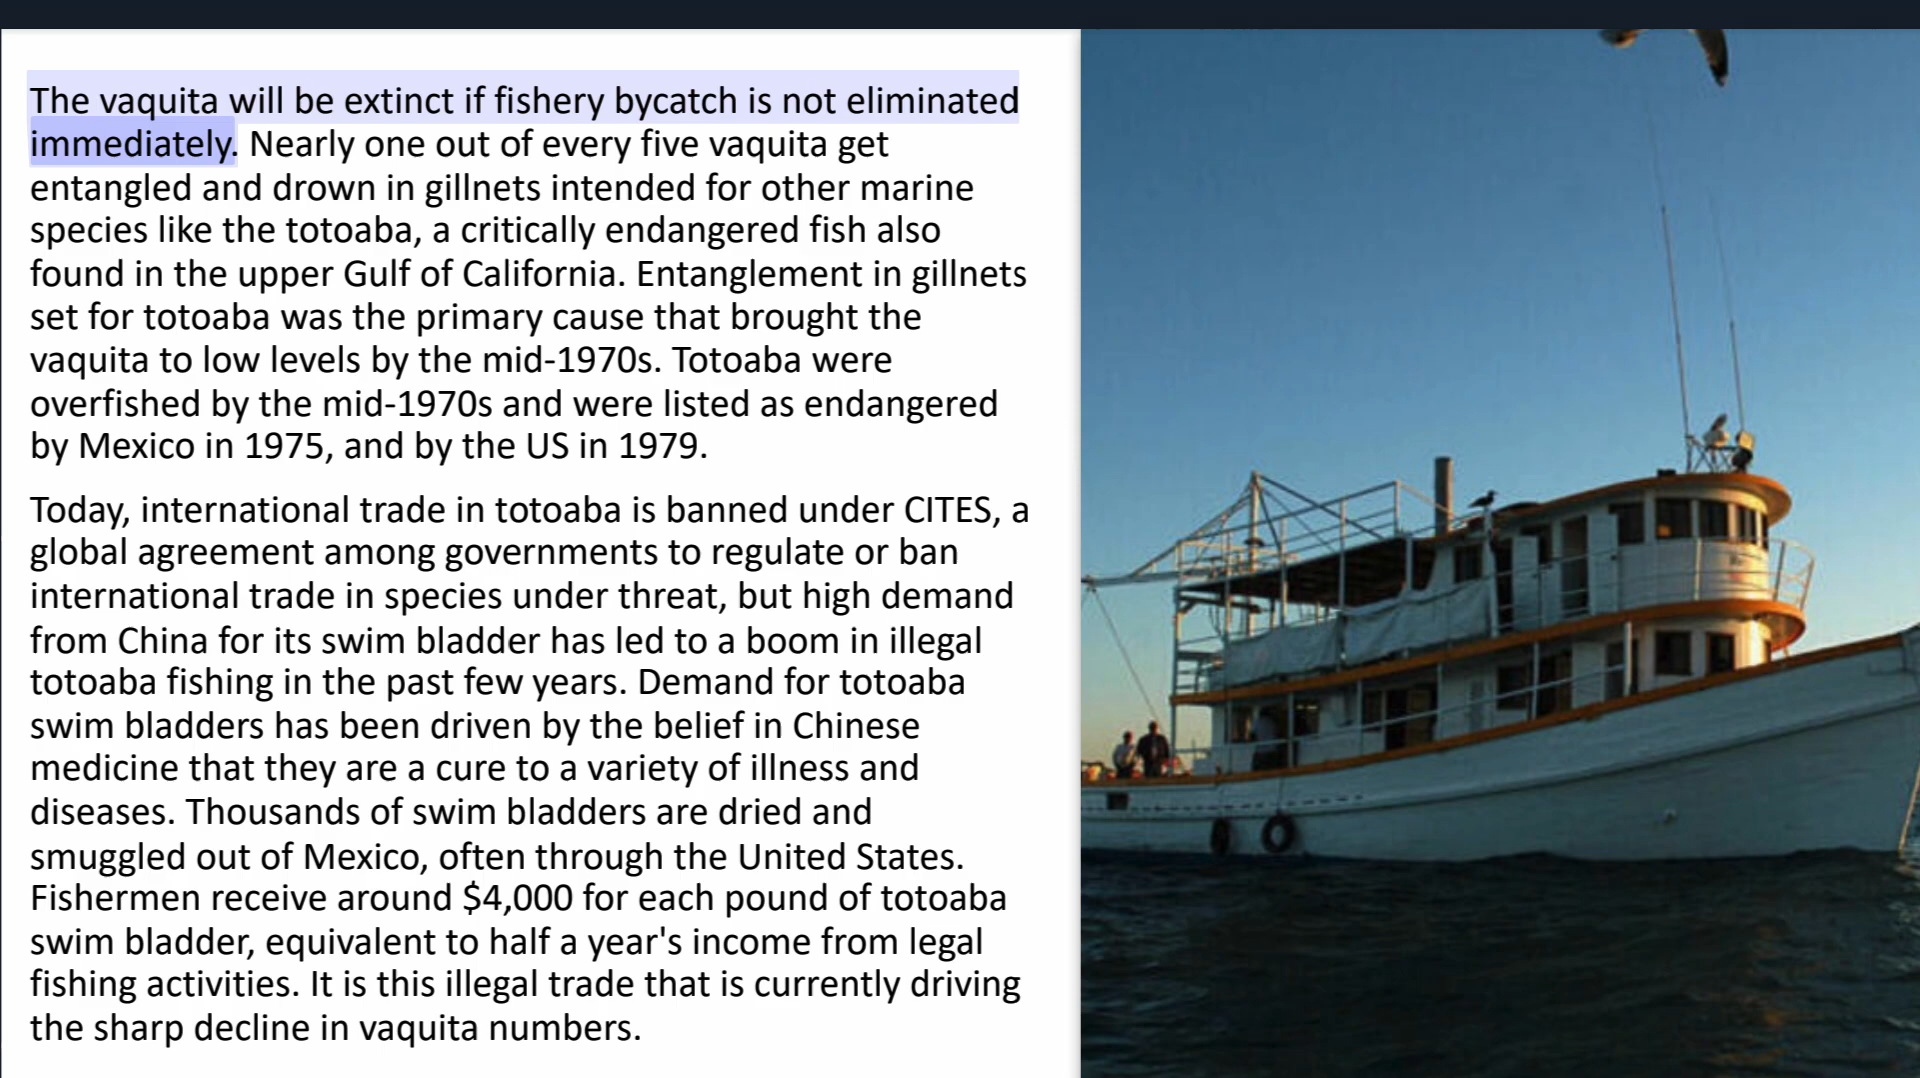 The vaquita will be extinct if fishery bycatch is not eliminated
immediately. Nearly one out of every five vaquita get
entangled and drown in gillnets intended for other marine
species like the totoaba, a critically endangered fish also
found in the upper Gulf of California. Entanglement in gillnets
set for totoaba was the primary cause that brought the
vaquita to low levels by the mid-1970s. Totoaba were
overfished by the mid-1970s and were listed as endangered
by Mexico in 1975, and by the US in 1979.
Today, international trade in totoaba is banned under CITES, a
global agreement among governments to regulate or ban
international trade in species under threat, but high demand
from China for its swim bladder has led to a boom in illegal
totoaba fishing in the past few years. Demand for totoaba
swim bladders has been driven by the belief in Chinese
medicine that they are a cure to a variety of illness and
diseases. Thousands of swim bladders are dried and
smuggled out of Mexico, often through the United States.
Fishermen receive around $4,000 for each pound of totoaba
swim bladder, equivalent to half a year's income from legal
fishing activities. It is this illegal trade that is currently driving
the sharp decline in vaquita numbers.